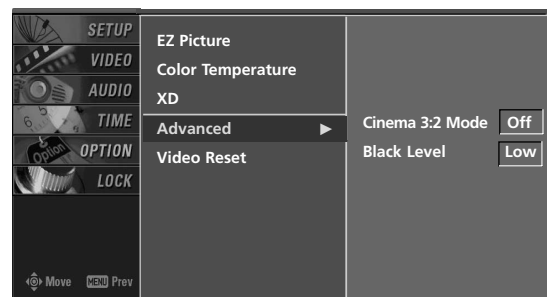 SETUP
VIDEO
AUDIO
TIME
OPTION
LOCK
Move MENU Prev
EZ Picture
Color Temperature
XD
Advanced ▶
Video Reset
Cinema 3:2 Mode Off
Black Level Low